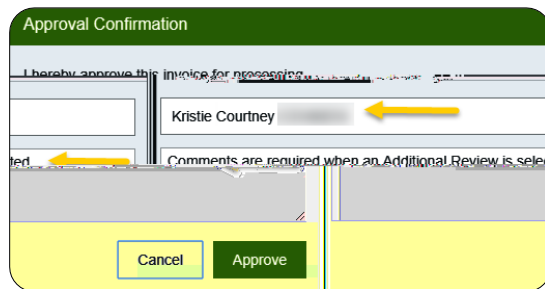 Approval Confirmation
I hereby approve this invoice for processing
Kristie Courtney
ted
Comments are required when an Additional Review is selec
Cancel
Approve